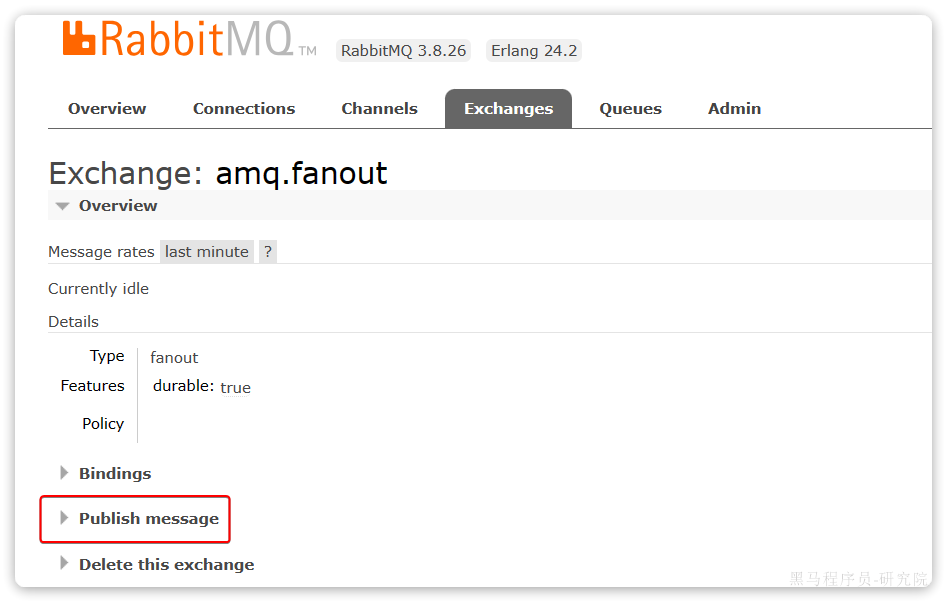 RabbitMQ TM RabbitMQ 3.8.26 Erlang 24.2
Overview Connections Channels Exchanges Queues Admin
Exchange: amq.fanout
Overview
Message rates last minute ?
Currently idle
Details
Type fanout
Features durable: true
Policy
Bindings
Publish message
Delete this exchange
黑马程序员-研究院